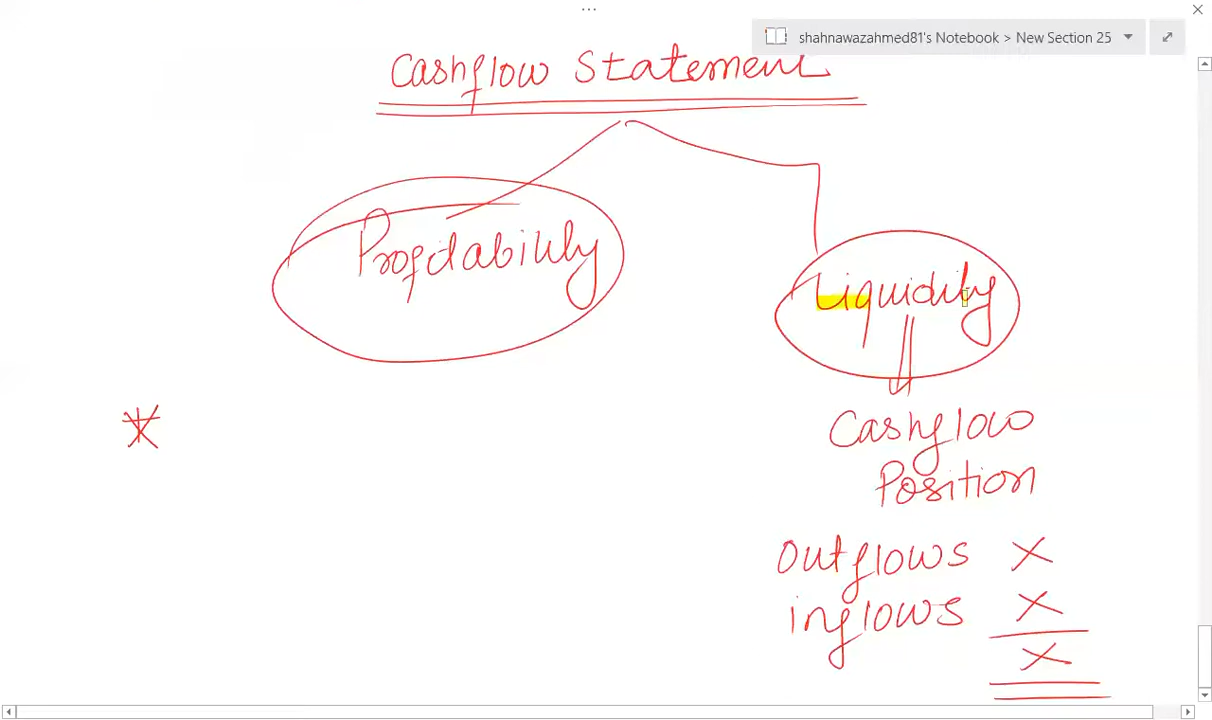 ...
shahnawazahmed81's Notebook > New Section 25
Cashflow Statement
Profitability
Liquidity
Cashflow
Position
outflows X
inflows X
X